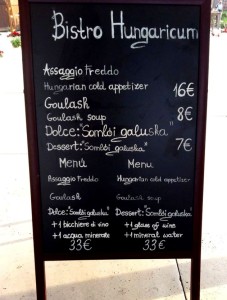 Bistro Hungaricum
Assaggio Freddo
Hungarian cold appetizer 16€
Goulash
Goulash soup 8€
Dolce: "Somlói galuska"
Dessert: "Somlói galuska" 7€
Menú Menu
Assaggio Freddo Hungarian cold appetizer
Goulash Goulash soup
Dolce: "Somlói galuska" Dessert: "Somlói galuska"
+1 bicchiere di vino +1 glass of wine
+1 acqua minerale +1 mineral water
33€ 33€